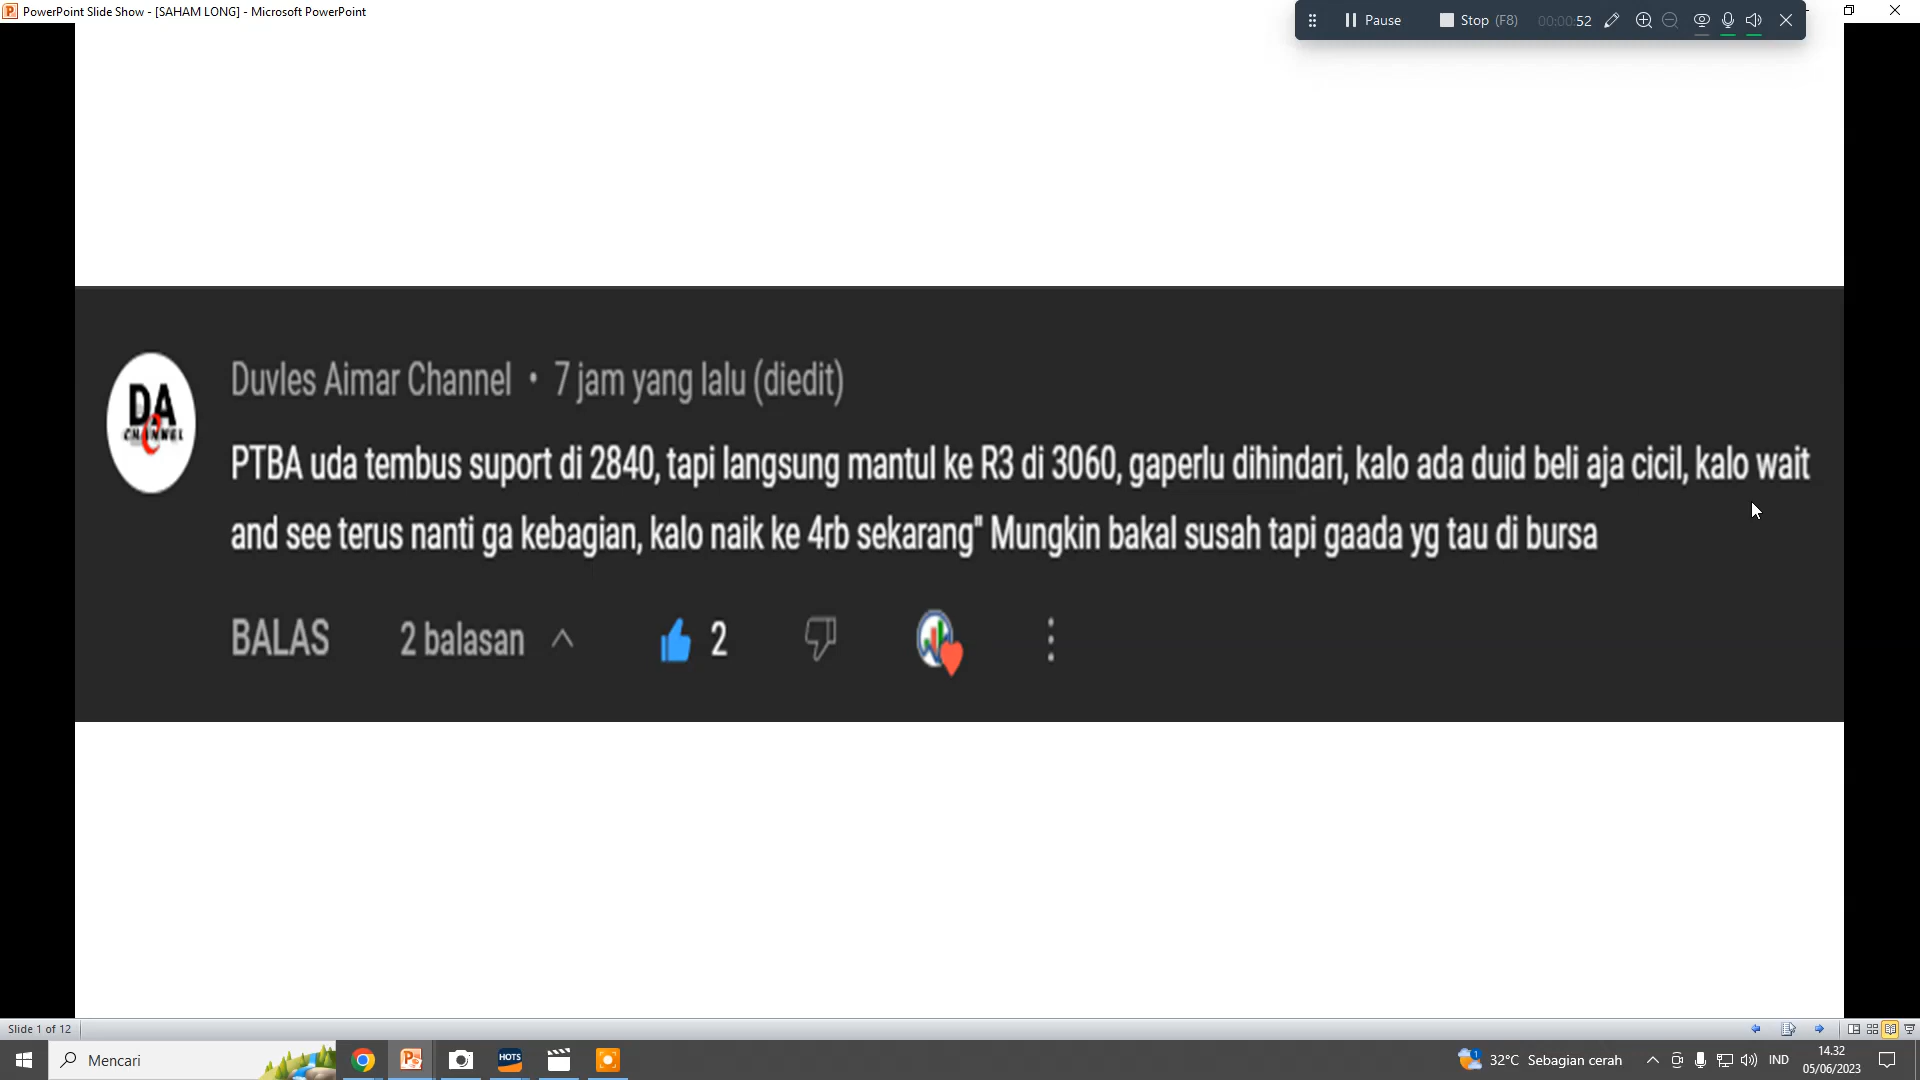 PowerPoint Slide Show - [SAHAM LONG] - Microsoft PowerPoint
Pause
Stop (F8)
00:00:52
DA
CHANNEL
Duvles Aimar Channel • 7 jam yang lalu (diedit)
PTBA uda tembus suport di 2840, tapi langsung mantul ke R3 di 3060, gaperlu dihindari, kalo ada duid beli aja cicil, kalo wait
and see terus nanti ga kebagian, kalo naik ke 4rb sekarang" Mungkin bakal susah tapi gaada yg tau di bursa
BALAS
2 balasan
2
Slide 1 of 12
Mencari
HOTS
1
32°C Sebagian cerah
IND
14.32
05/06/2023